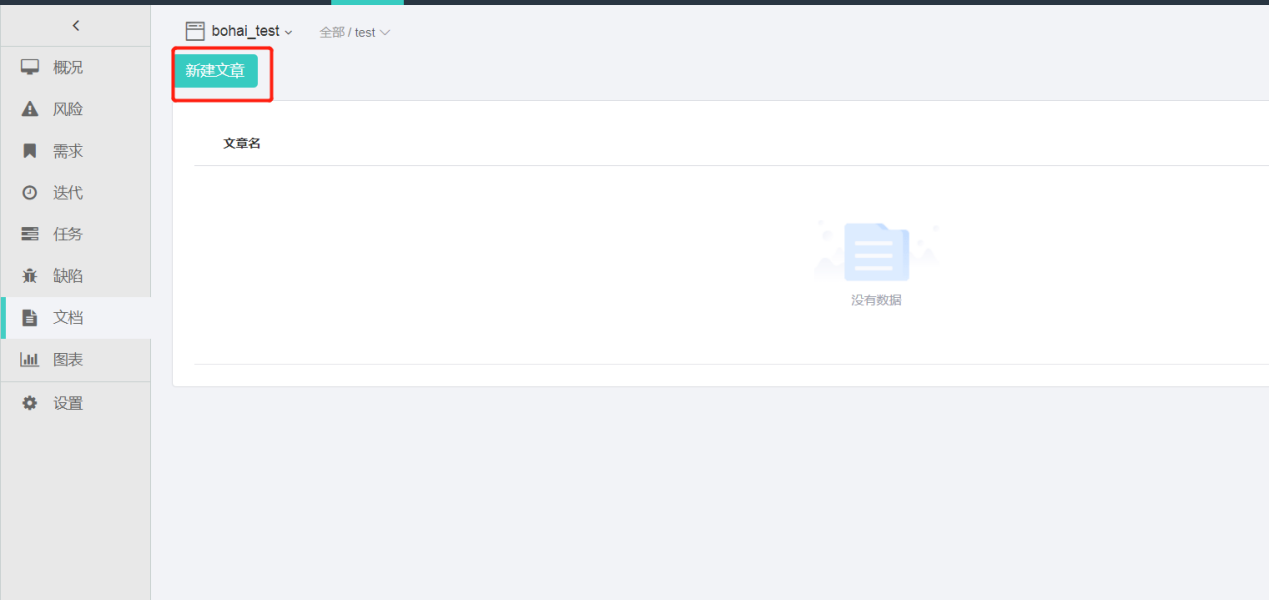 bohai_test
全部 / test
新建文章
概况
风险
需求
迭代
任务
缺陷
文档
图表
设置
文章名
没有数据